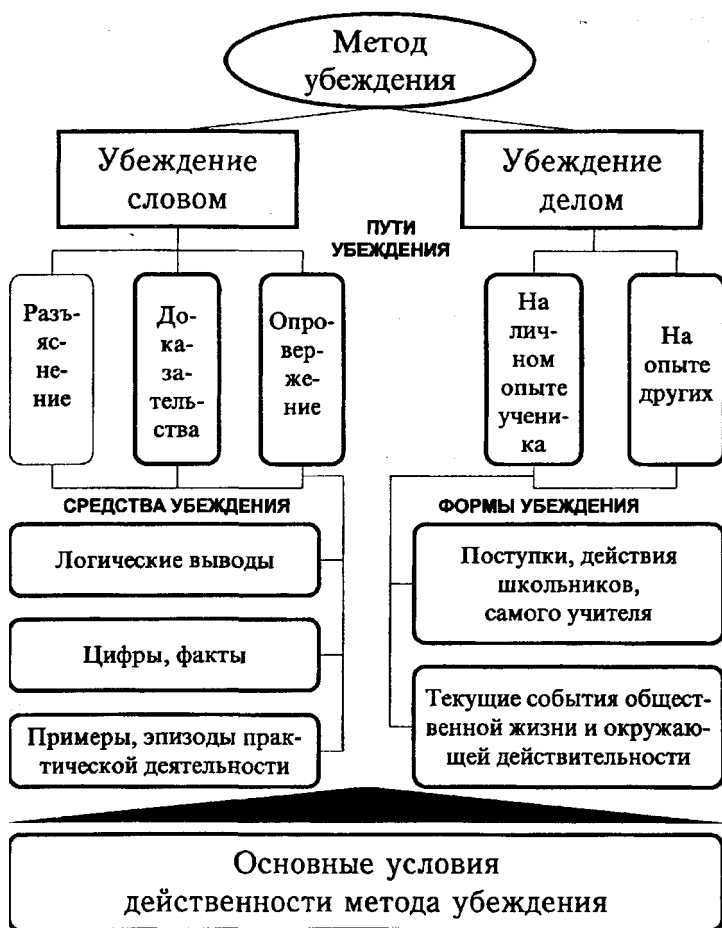 Метод
убеждения
Убеждение
словом
Убеждение
делом
ПУТИ
УБЕЖДЕНИЯ
Разъ-
яс-
не-
ние
До-
ка-
за-
тель-
ства
Опро-
вер-
же-
ние
На
лич-
ном
опыте
учени-
ка
На
опыте
других
СРЕДСТВА УБЕЖДЕНИЯ
Логические выводы
Цифры, факты
Примеры, эпизоды прак-
тической деятельности
ФОРМЫ УБЕЖДЕНИЯ
Поступки, действия
школьников,
самого учителя
Текущие события общест-
венной жизни и окружаю-
щей действительности
Основные условия
действенности метода убеждения